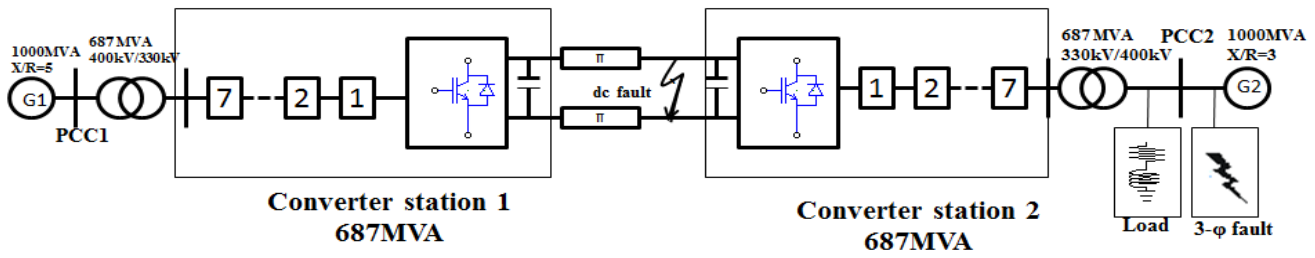 1000MVA
X/R=5
G1
PCC1
687MVA
400kV/330kV
7
2
1
π
π
dc fault
1
2
7
687MVA
330kV/400kV
PCC2
1000MVA
X/R=3
G2
Converter station 1
687MVA
Converter station 2
687MVA
Load
3-φ fault